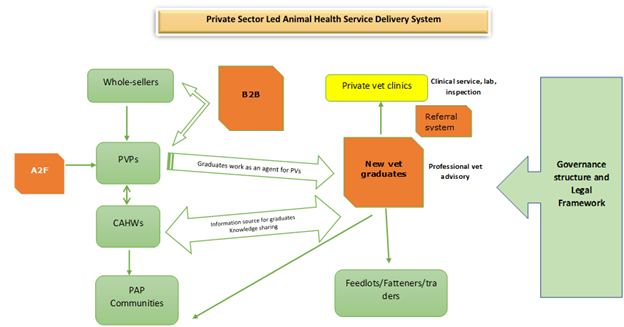 Private Sector Led Animal Health Service Delivery System
Whole-sellers
B2B
Private vet clinics
Clinical service, lab,
inspection
Referral
system
A2F
PVPs
Graduates work as an agent for PVs
New vet
graduates
Professional vet
advisory
Governance
structure and
Legal
Framework
CAHWs
Information source for graduates
Knowledge sharing
PAP
Communities
Feedlots/Fatteners/tra
ders